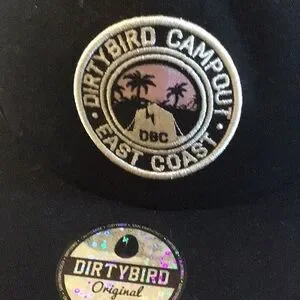 DIRTYBIRD CAMPOUT
DBC
EAST COAST
DIRTYBIRD
Original